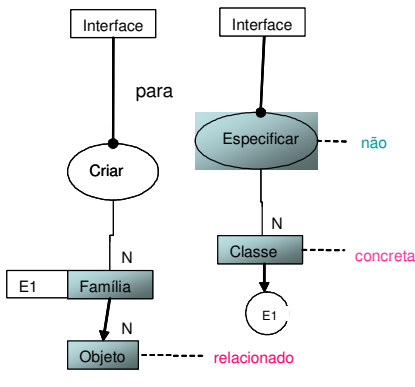 Interface
Interface
para
Especificar
não
Criar
N
N
Classe
concreta
E1
Família
E1
N
Objeto
relacionado